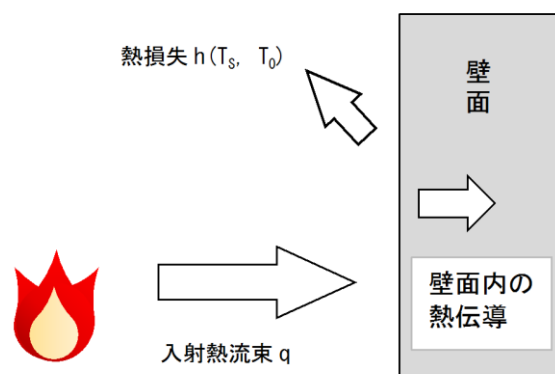 熱損失 h(Ts, T0)
壁
面
壁面内の
熱伝導
入射熱流束 q